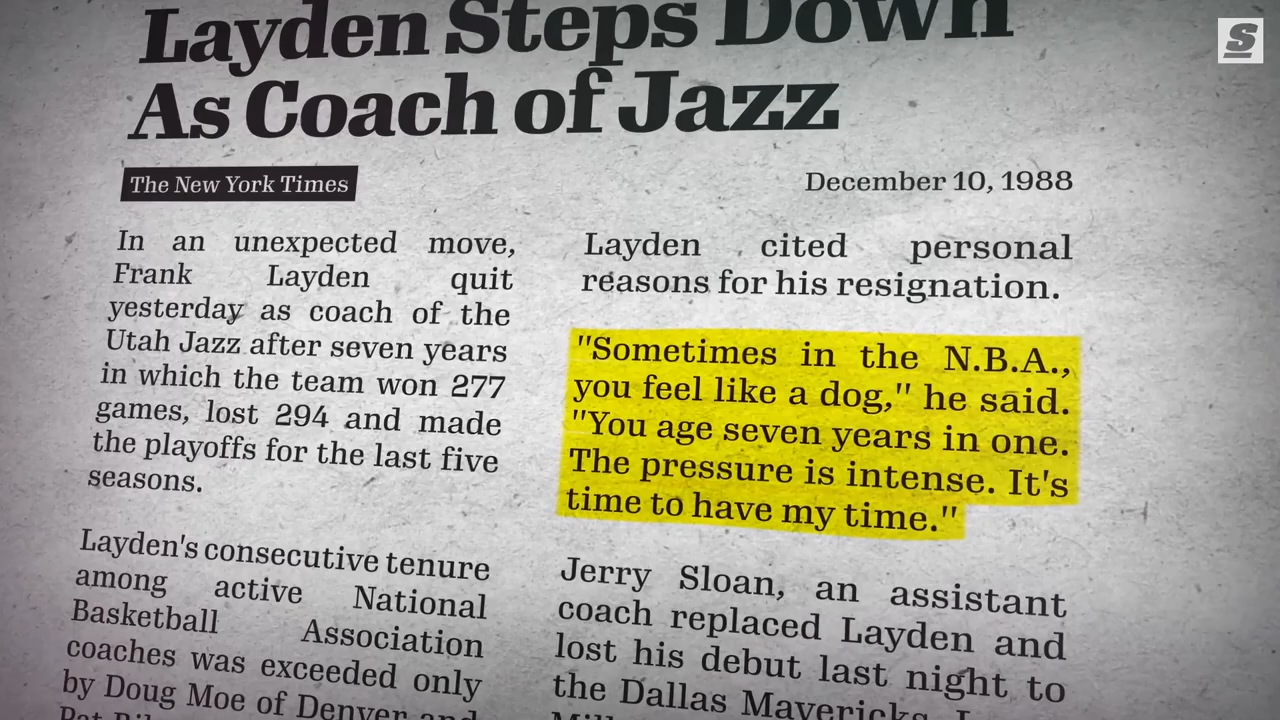 Layden Steps Down
As Coach of Jazz
The New York Times
December 10, 1988
In an unexpected move,
Frank Layden quit
yesterday as coach of the
Utah Jazz after seven years
in which the team won 277
games, lost 294 and made
the playoffs for the last five
seasons.
Layden's consecutive tenure
among active National
Basketball Association
coaches was exceeded only
by Doug Moe of Denver and
Layden cited personal
reasons for his resignation.
"Sometimes in the N.B.A.,
you feel like a dog," he said.
"You age seven years in one.
The pressure is intense. It's
time to have my time."
Jerry Sloan, an assistant
coach replaced Layden and
lost his debut last night to
the Dallas Mavericks.
S